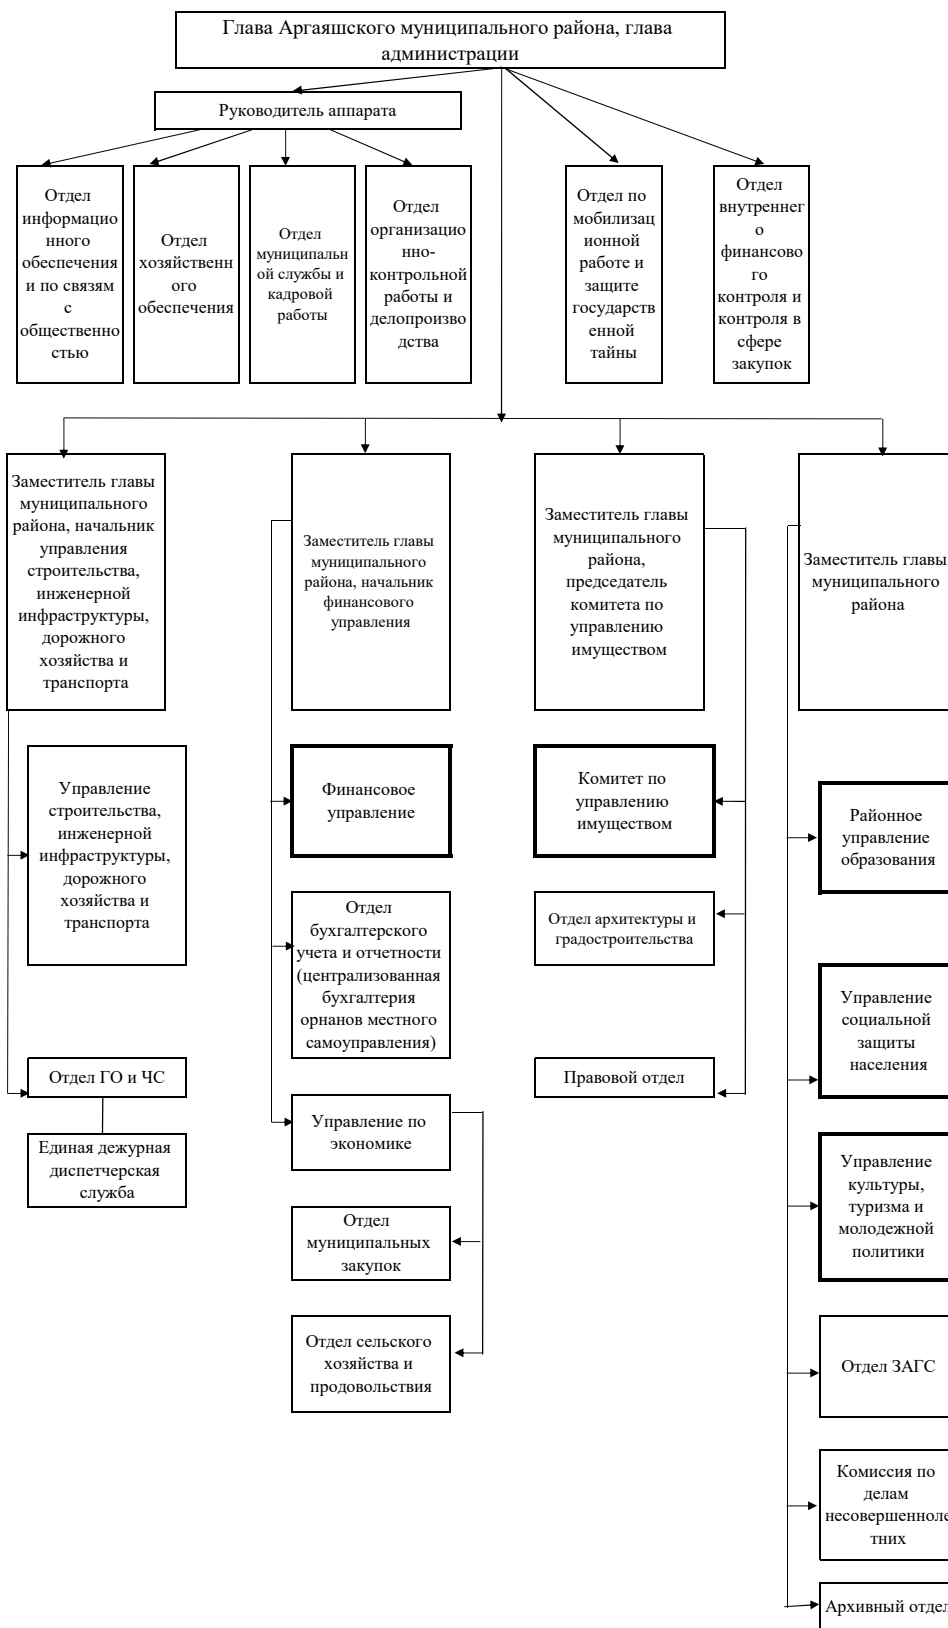 Глава Аргаяшского муниципального района, глава
администрации
Руководитель аппарата
Отдел
информацио
нного
обеспечения
и по связям
с
общественно
стью
Отдел
хозяйственн
ого
обеспечения
Отдел
муниципаль
ной службы и
кадровой
работы
Отдел
организацио
нно-
контрольной
работы и
делопроизво
дства
Отдел по
мобилизац
ионной
работе и
защите
государств
енной
тайны
Отдел
внутреннег
о
финансово
го
контроля и
контроля в
сфере
закупок
Заместитель главы
муниципального
района, начальник
управления
строительства,
инженерной
инфраструктуры,
дорожного
хозяйства и
транспорта
Заместитель главы
муниципального
района, начальник
финансового
управления
Заместитель главы
муниципального
района,
председатель
комитета по
управлению
имуществом
Заместитель главы
муниципального
района
Управление
строительства,
инженерной
инфраструктуры,
дорожного
хозяйства и
транспорта
Отдел ГО и ЧС
Единая дежурная
диспетчерская
служба
Финансовое
управление
Отдел
бухгалтерского
учета и отчетности
(централизованная
бухгалтерия
орнанов местного
самоуправления)
Управление по
экономике
Отдел
муниципальных
закупок
Отдел сельского
хозяйства и
продовольствия
Комитет по
управлению
имуществом
Отдел архитектуры и
градостроительства
Правовой отдел
Районное
управление
образования
Управление
социальной
защиты
населения
Управление
культуры,
туризма и
молодежной
политики
Отдел ЗАГС
Комиссия по
делам
несовершенноле
тних
Архивный отдел